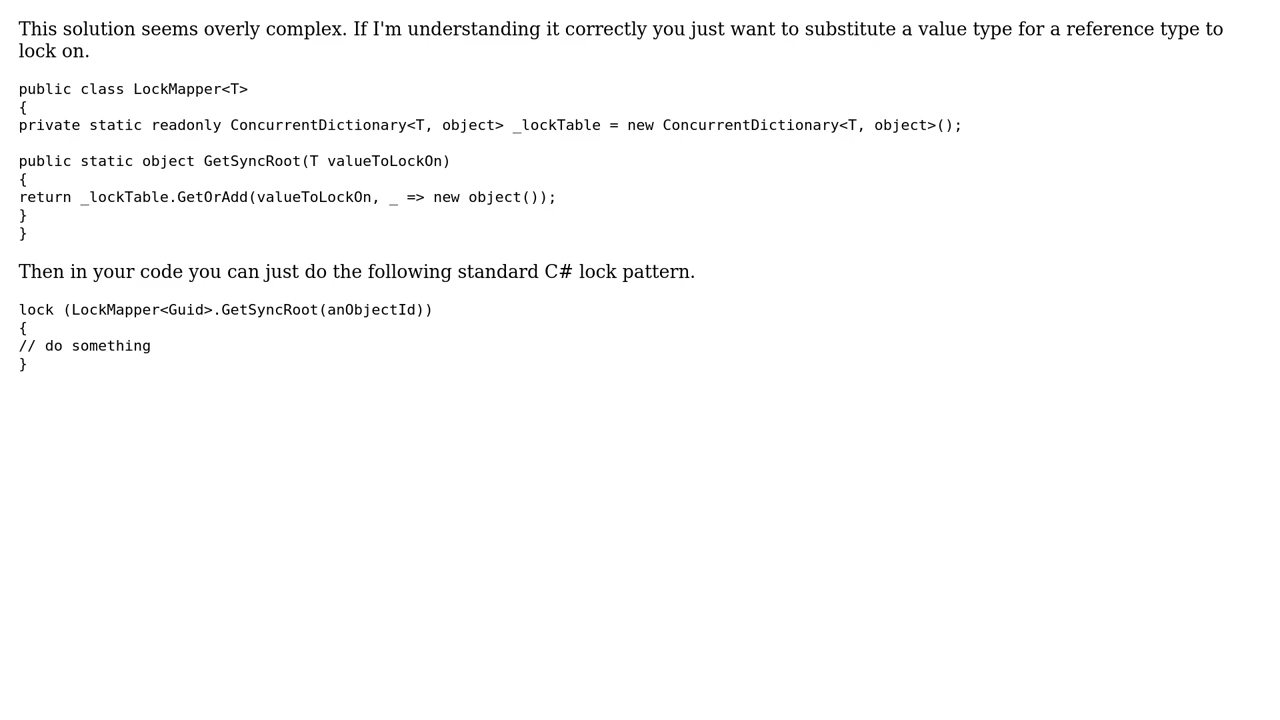 This solution seems overly complex. If I'm understanding it correctly you just want to substitute a value type for a reference type to
lock on.
public class LockMapper<T>
{
private static readonly ConcurrentDictionary<T, object> _lockTable = new ConcurrentDictionary<T, object>();
public static object GetSyncRoot(T valueToLockOn)
{
return _lockTable.GetOrAdd(valueToLockOn, _ => new object());
}
}
Then in your code you can just do the following standard C# lock pattern.
lock (LockMapper<Guid>.GetSyncRoot(anObjectId))
{
// do something
}